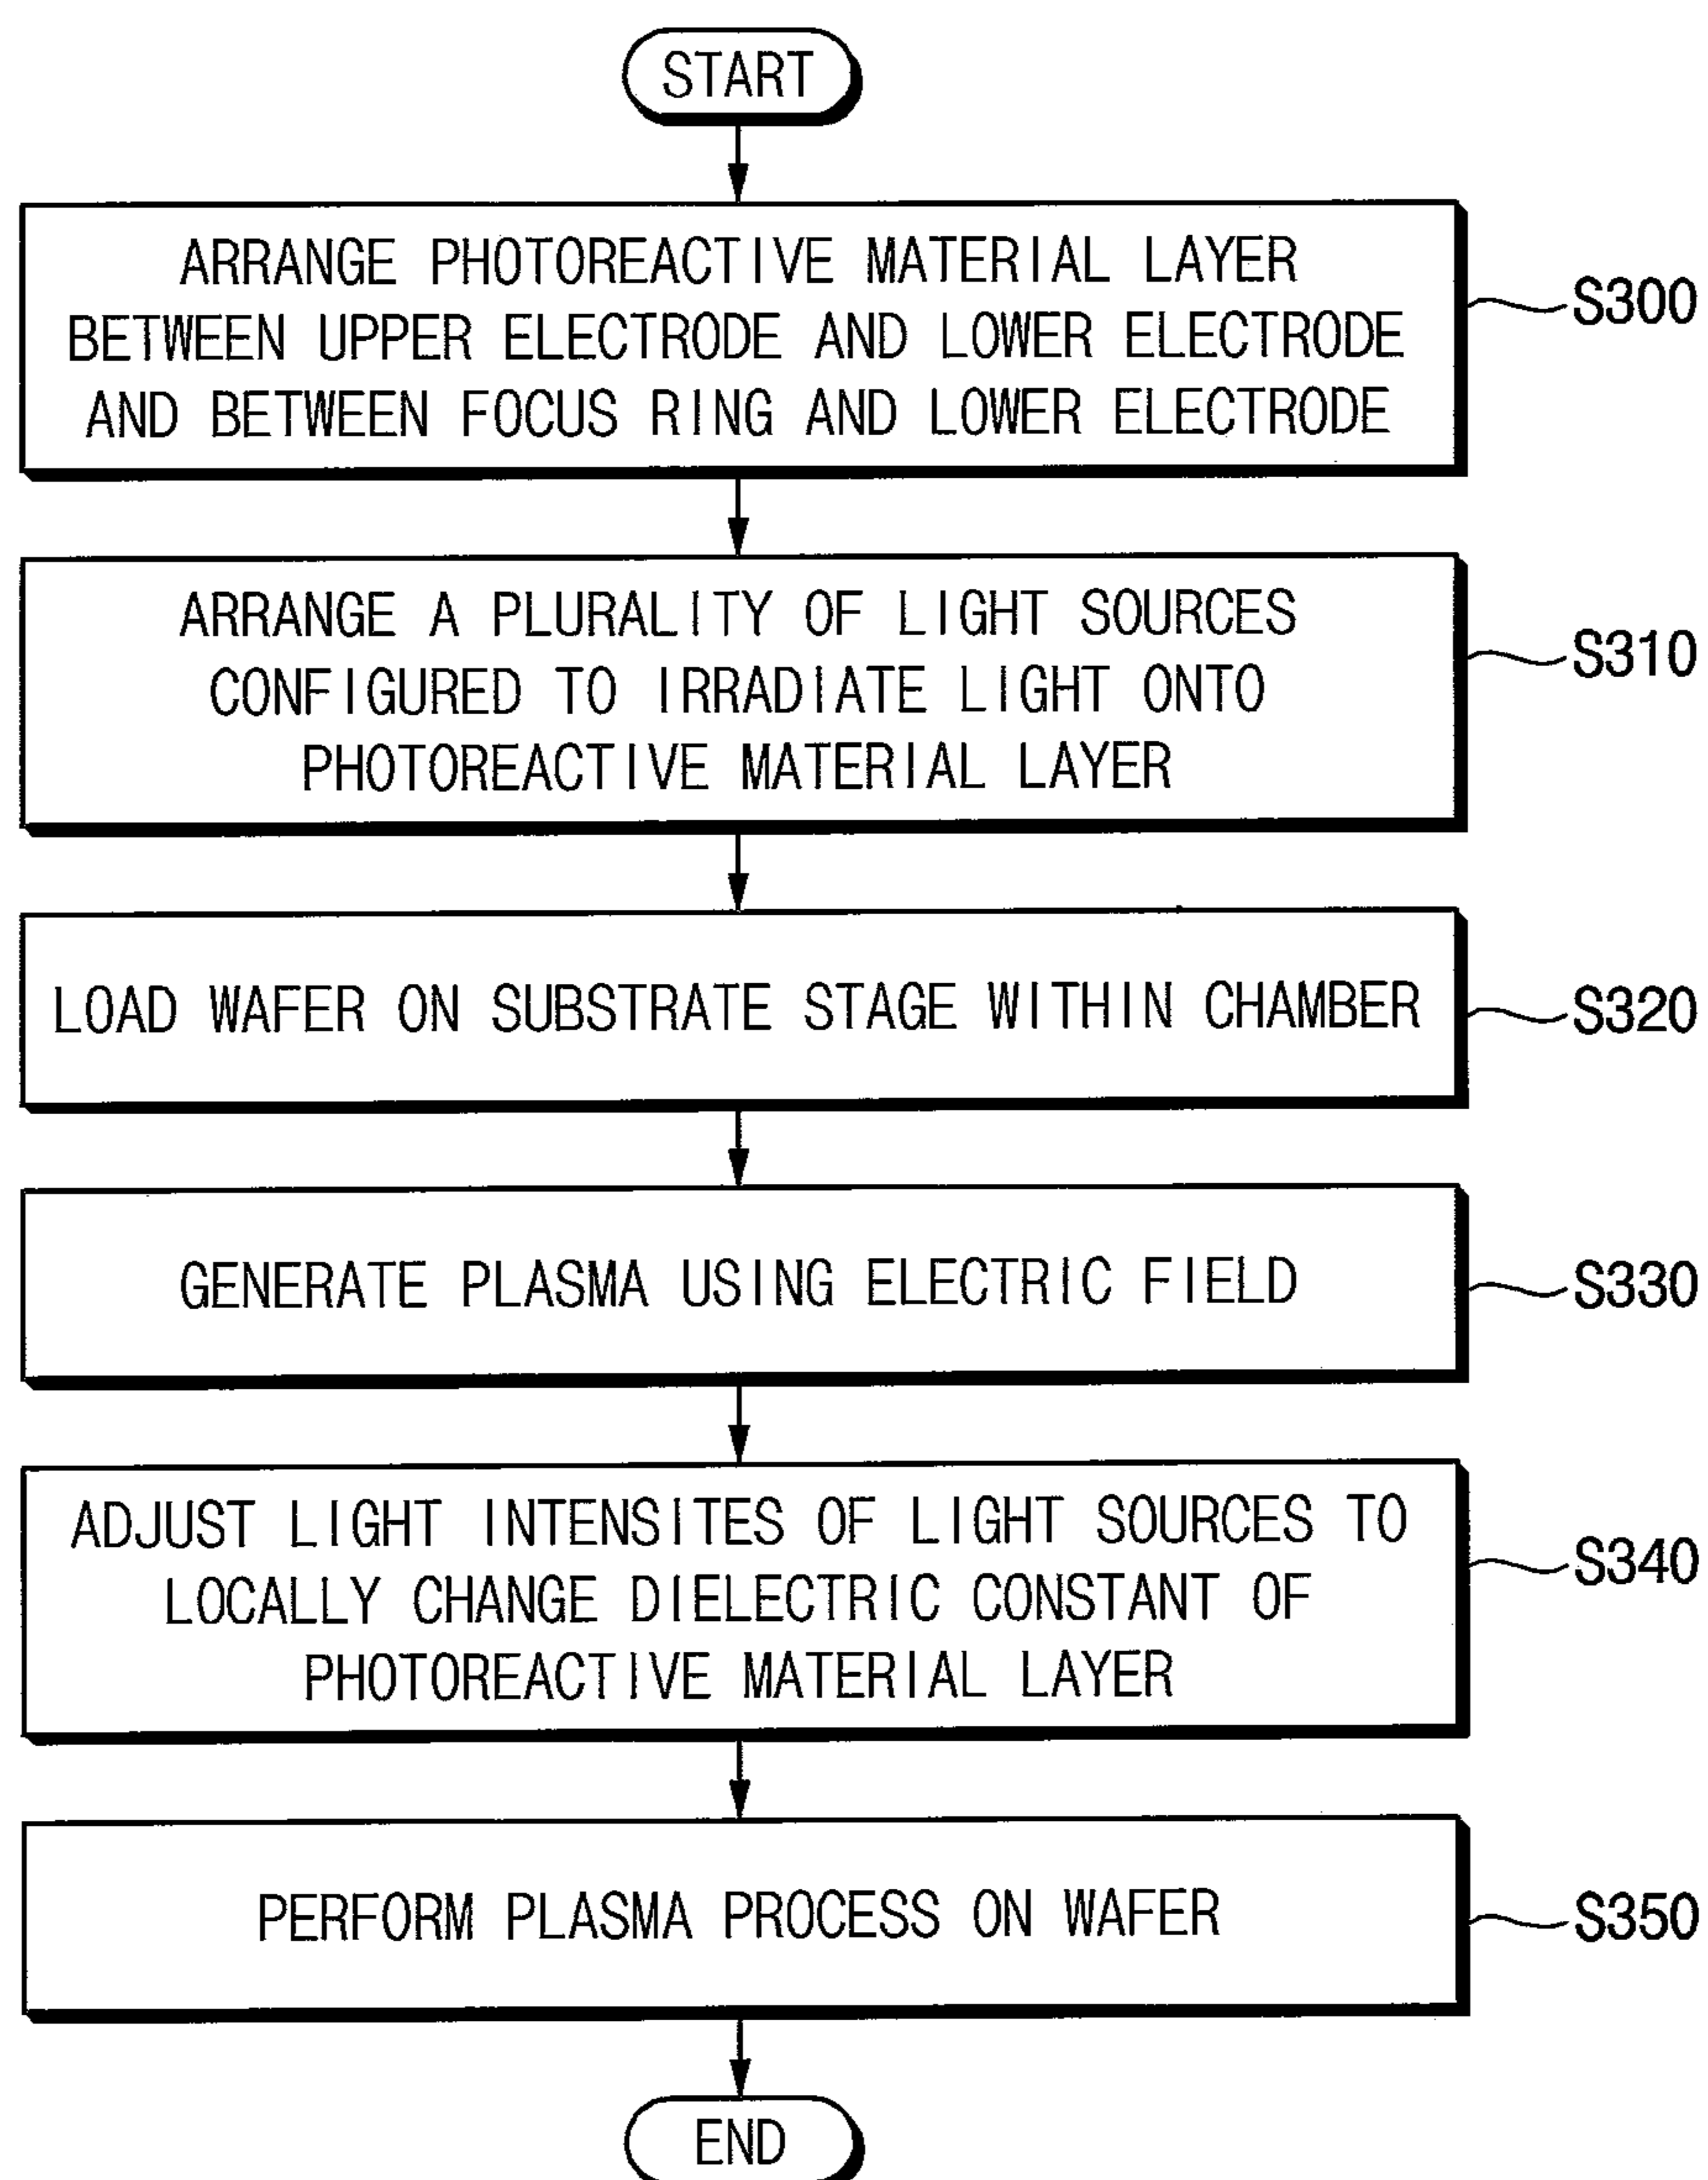 START
ARRANGE PHOTOREACTIVE MATERIAL LAYER
BETWEEN UPPER ELECTRODE AND LOWER ELECTRODE
AND BETWEEN FOCUS RING AND LOWER ELECTRODE
S300
ARRANGE A PLURALITY OF LIGHT SOURCES
CONFIGURED TO IRRADIATE LIGHT ONTO
PHOTOREACTIVE MATERIAL LAYER
S310
LOAD WAFER ON SUBSTRATE STAGE WITHIN CHAMBER
S320
GENERATE PLASMA USING ELECTRIC FIELD
S330
ADJUST LIGHT INTENSITES OF LIGHT SOURCES TO
LOCALLY CHANGE DIELECTRIC CONSTANT OF
PHOTOREACTIVE MATERIAL LAYER
S340
PERFORM PLASMA PROCESS ON WAFER
S350
END